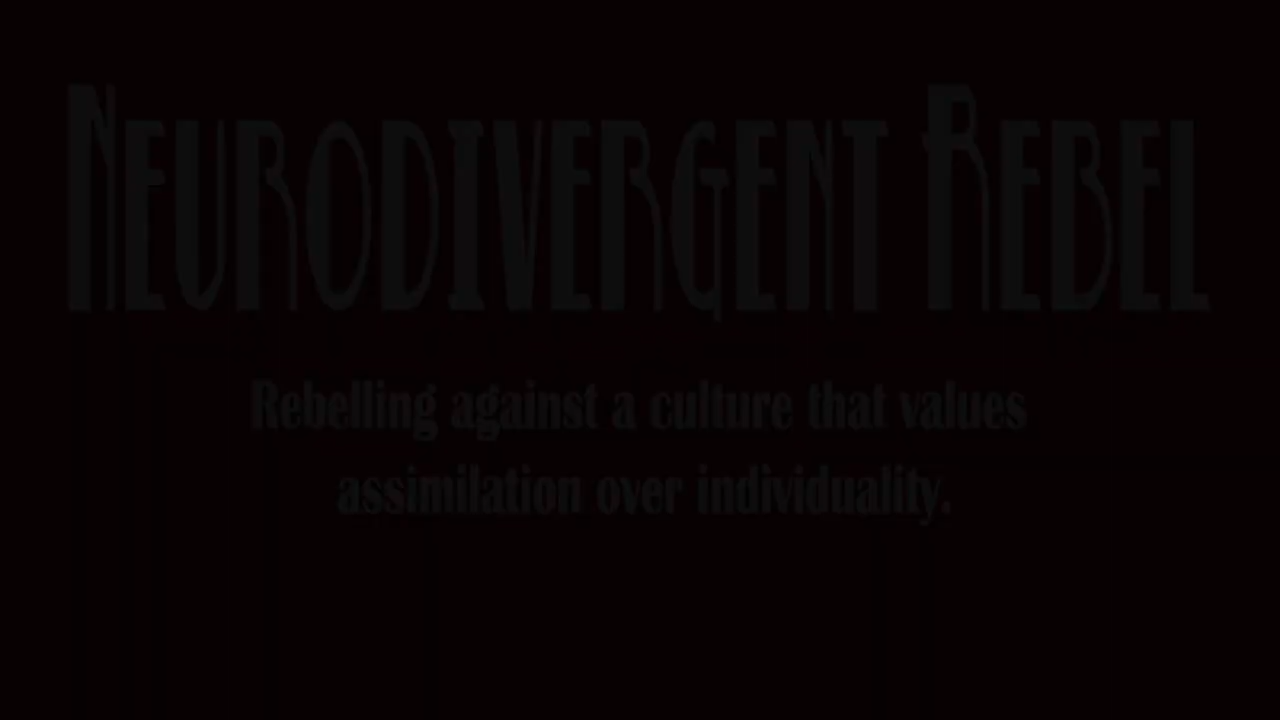 Neurodivergent Rebel
Rebelling against a culture that values
assimilation over individuality.